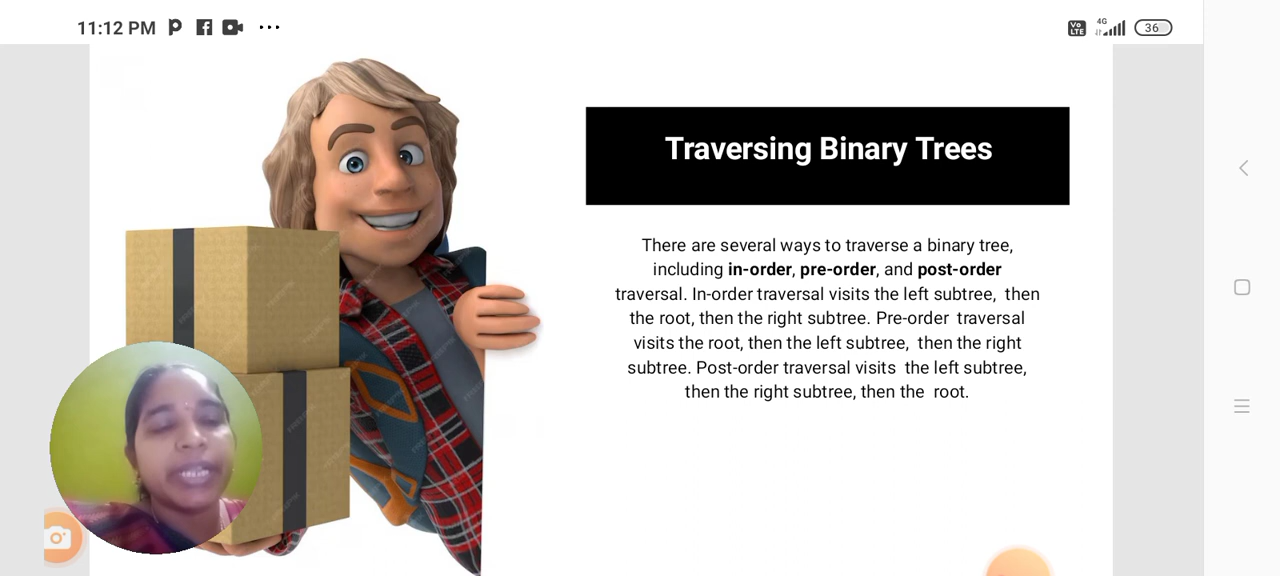 11:12 PM
Vo LTE
4G
36
Traversing Binary Trees
There are several ways to traverse a binary tree,
including in-order, pre-order, and post-order
traversal. In-order traversal visits the left subtree, then
the root, then the right subtree. Pre-order traversal
visits the root, then the left subtree, then the right
subtree. Post-order traversal visits the left subtree,
then the right subtree, then the root.